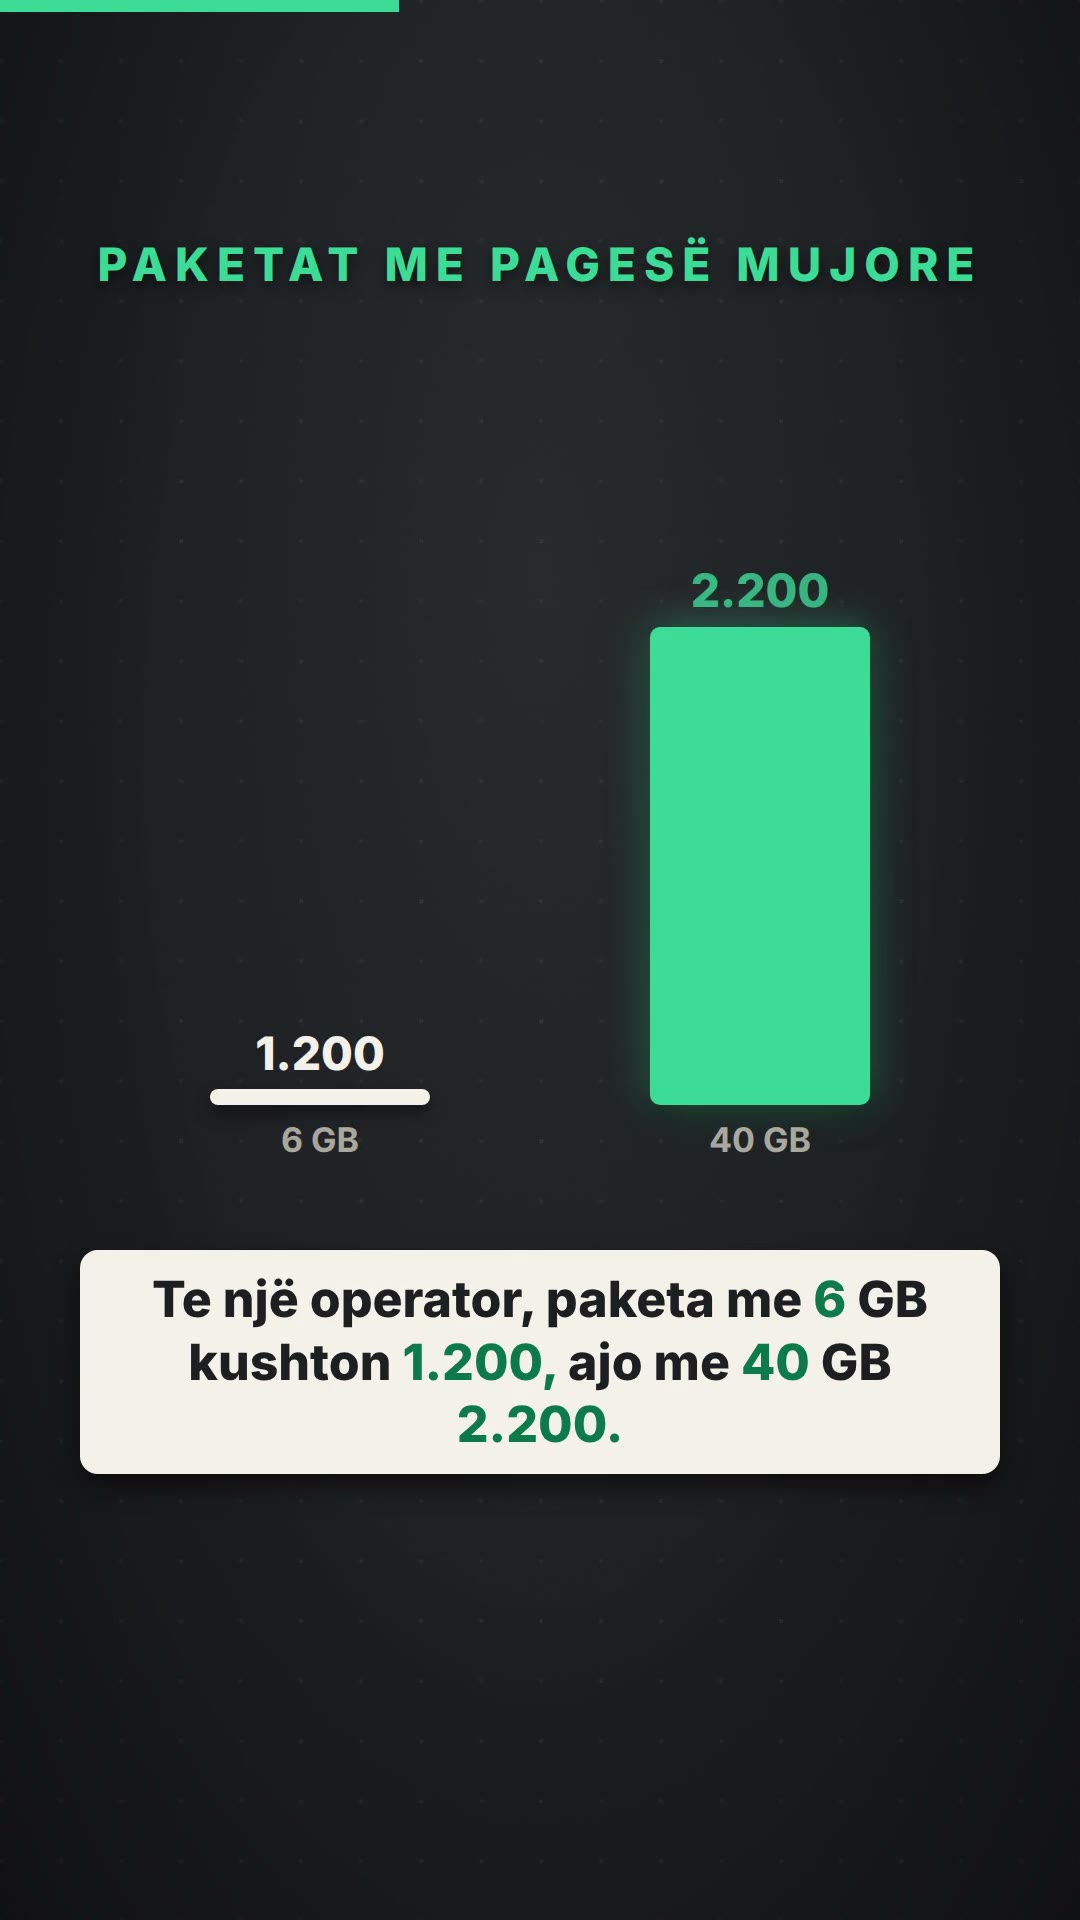 PAKETAT ME PAGESË MUJORE
2.200
1.200
6 GB
40 GB
Te një operator, paketa me 6 GB
kushton 1.200, ajo me 40 GB
2.200.